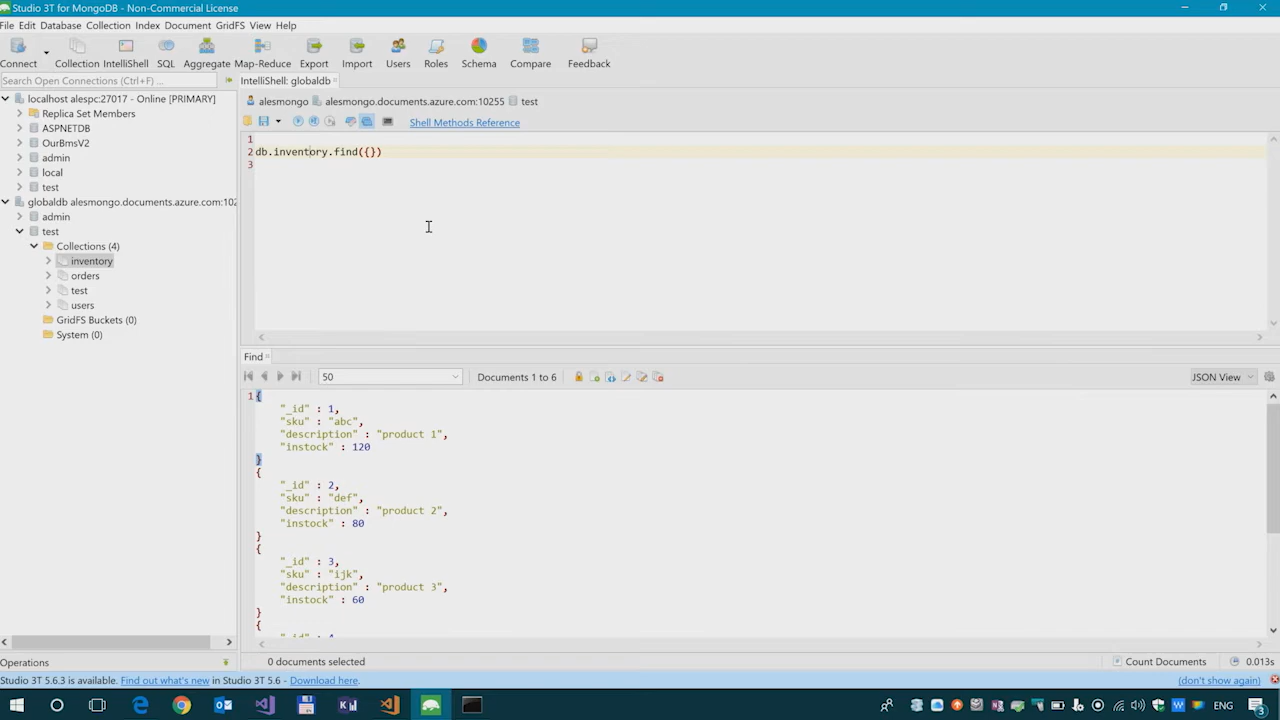 Studio 3T for MongoDB - Non-Commercial License
File Edit Database Collection Index Document GridFS View Help
Connect Collection IntelliShell SQL Aggregate Map-Reduce Export Import Users Roles Schema Compare Feedback
Search Open Connections (Ctrl+F) ...
IntelliShell: globaldb
localhost alespc:27017 - Online [PRIMARY]
Replica Set Members
ASPNETDB
OurBmsV2
admin
local
test
globaldb alesmongo.documents.azure.com:102
admin
test
Collections (4)
inventory
orders
test
users
GridFS Buckets (0)
System (0)
alesmongo alesmongo.documents.azure.com:10255 test
Shell Methods Reference
1
2 db.inventory.find({})
3
Find
50 Documents 1 to 6 JSON View
1 {
"_id" : 1,
"sku" : "abc",
"description" : "product 1",
"instock" : 120
}
{
"_id" : 2,
"sku" : "def",
"description" : "product 2",
"instock" : 80
}
{
"_id" : 3,
"sku" : "ijk",
"description" : "product 3",
"instock" : 60
}
{
"_id" : 4
Operations
0 documents selected Count Documents 0.013s
Studio 3T 5.6.3 is available. Find out what's new in Studio 3T 5.6 - Download here. (don't show again)
ENG 3